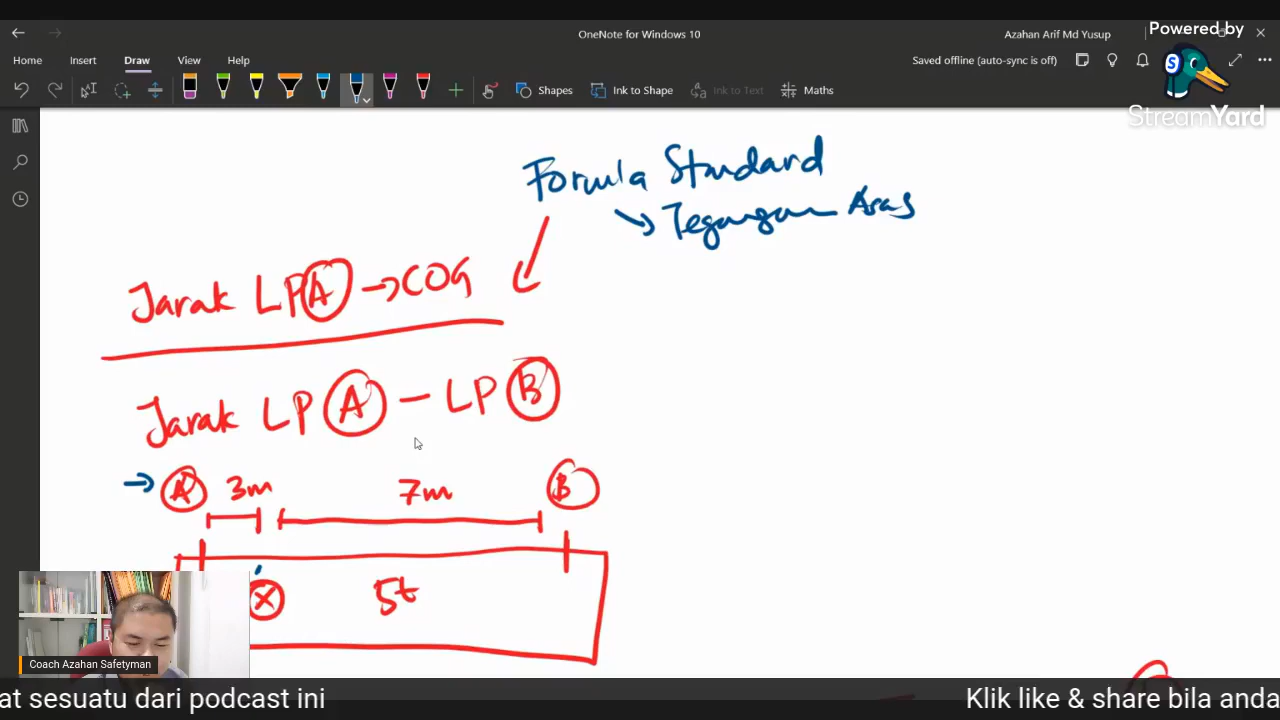 OneNote for Windows 10
Azahan Arif Md Yusup
Powered by
StreamYard
Home Insert Draw View Help
Saved offline (auto-sync is off)
Shapes Ink to Shape Ink to Text Maths
Formula Standard
Tegangan Aras
Jarak LP A → COG
Jarak LP A - LP B
A 3m 7m B
X 5t
Coach Azahan Safetyman
at sesuatu dari podcast ini
Klik like & share bila anda